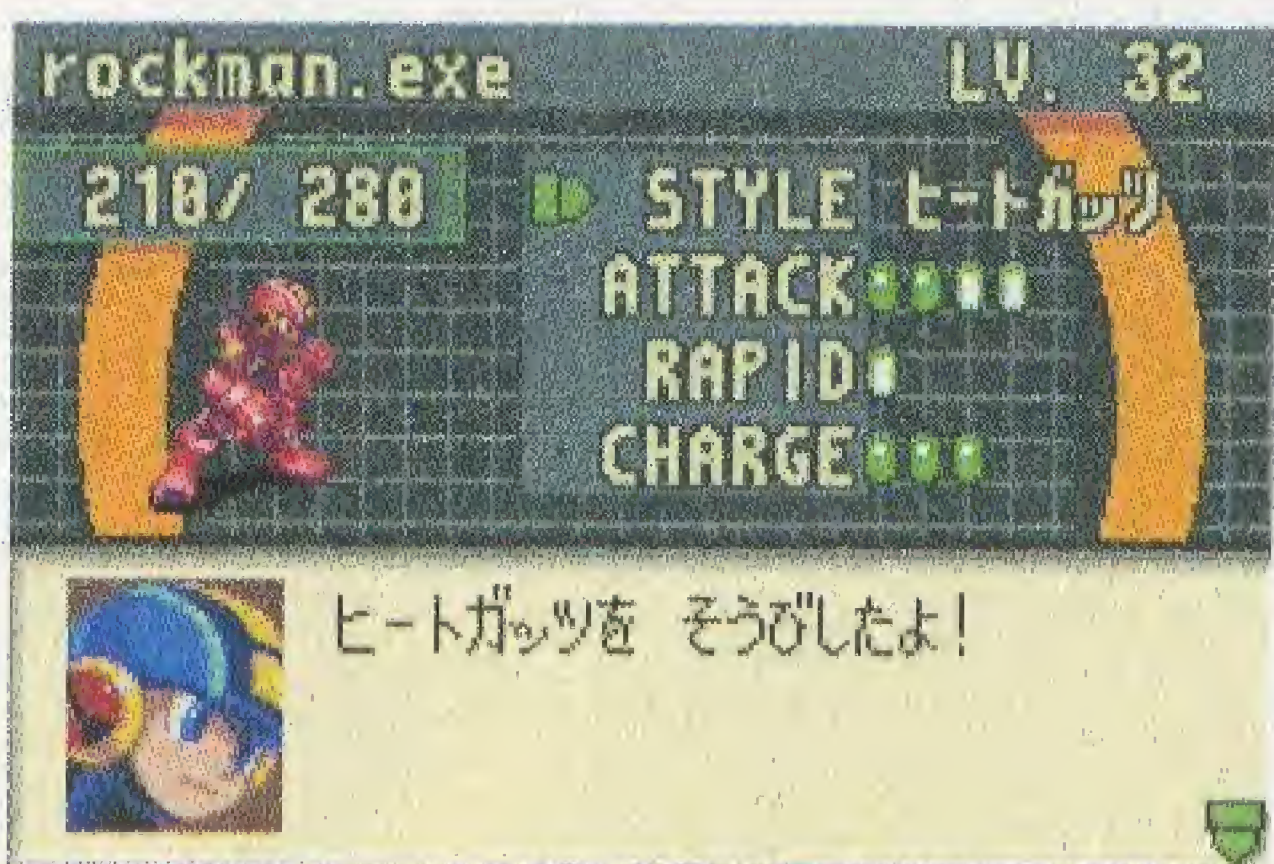 rockman.exe LV. 32
210/ 280 STYLE ヒートガッツ
ATTACK
RAPID
CHARGE
ヒートガッツを そうびしたよ!